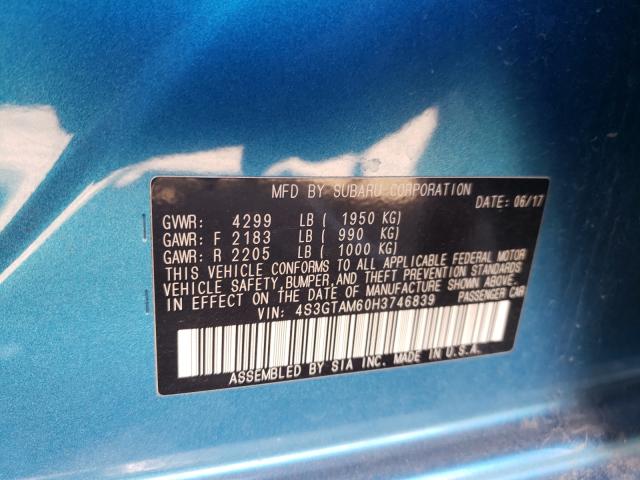 MFD BY SUBARU CORPORATION
DATE: 06/17
GVWR: 4299 LB ( 1950 KG)
GAWR: F 2183 LB ( 990 KG)
GAWR: R 2205 LB ( 1000 KG)
THIS VEHICLE CONFORMS TO ALL APPLICABLE FEDERAL MOTOR
VEHICLE SAFETY,BUMPER,AND THEFT PREVENTION STANDARDS
IN EFFECT ON THE DATE OF MANUFACTURE SHOWN ABOVE.
VIN: 4S3GTAM60H3746839 PASSENGER CAR
ASSEMBLED BY SIA INC. MADE IN U.S.A.